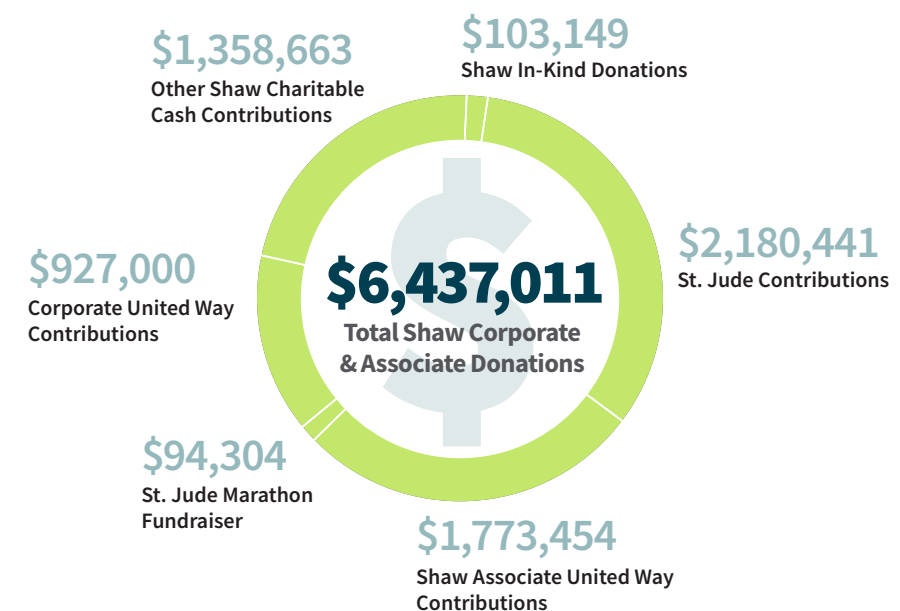 $1,358,663
Other Shaw Charitable
Cash Contributions
$103,149
Shaw In-Kind Donations
$2,180,441
St. Jude Contributions
$927,000
Corporate United Way
Contributions
$
$6,437,011
Total Shaw Corporate
& Associate Donations
$94,304
St. Jude Marathon
Fundraiser
$1,773,454
Shaw Associate United Way
Contributions